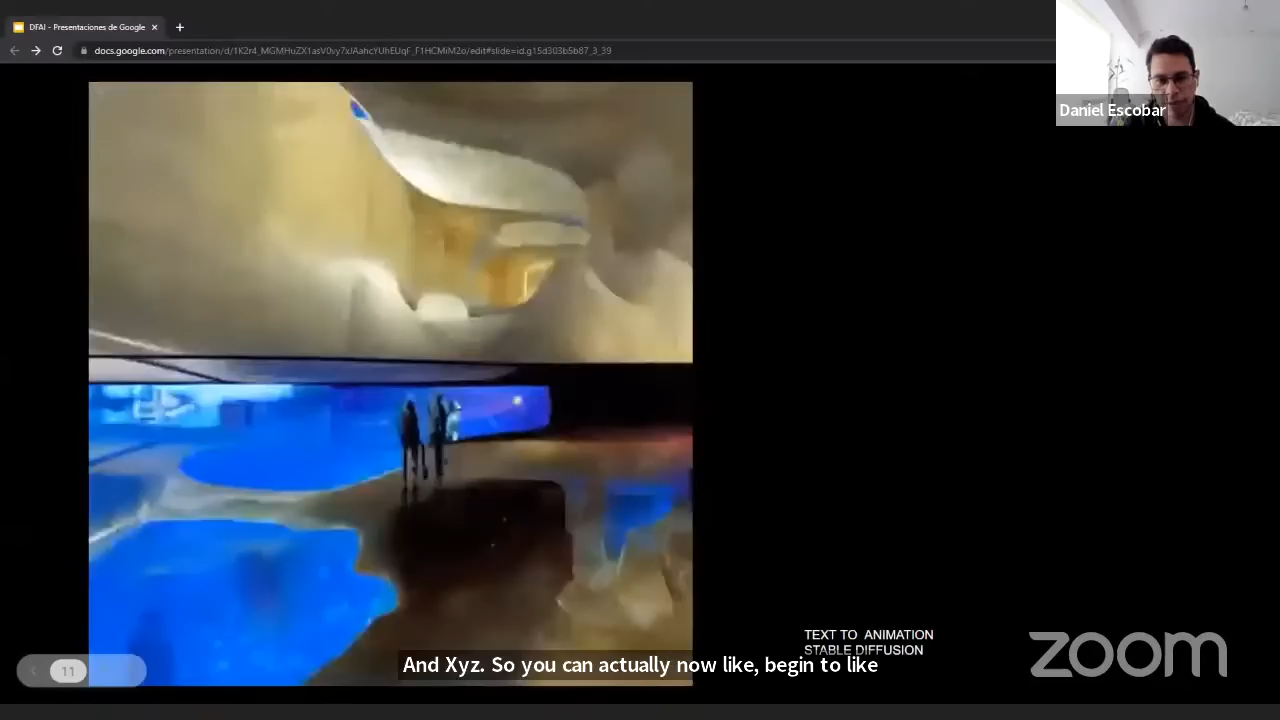 DFAI - Presentaciones de Google
docs.google.com/presentation/d/1K2r4_MGMHuZX1asV0vy7xJAahcYUhEUqf_F1HCMiM2o/edit#slide=id.g15d303b5b87_3_39
Daniel Escobar
TEXT TO ANIMATION
STABLE DIFFUSION
And Xyz. So you can actually now like, begin to like
11
zoom